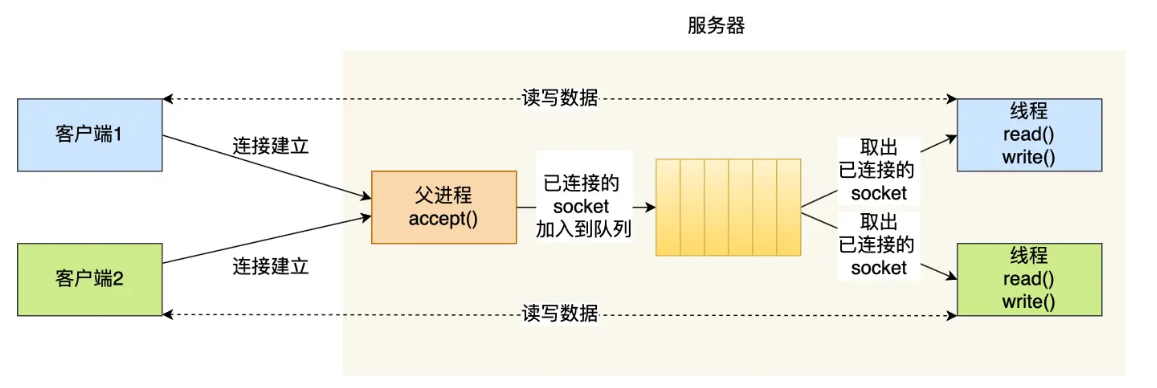 服务器
读写数据
客户端1
连接建立
父进程
accept()
已连接的
socket
加入到队列
取出
已连接的
socket
线程
read()
write()
客户端2
连接建立
取出
已连接的
socket
线程
read()
write()
读写数据